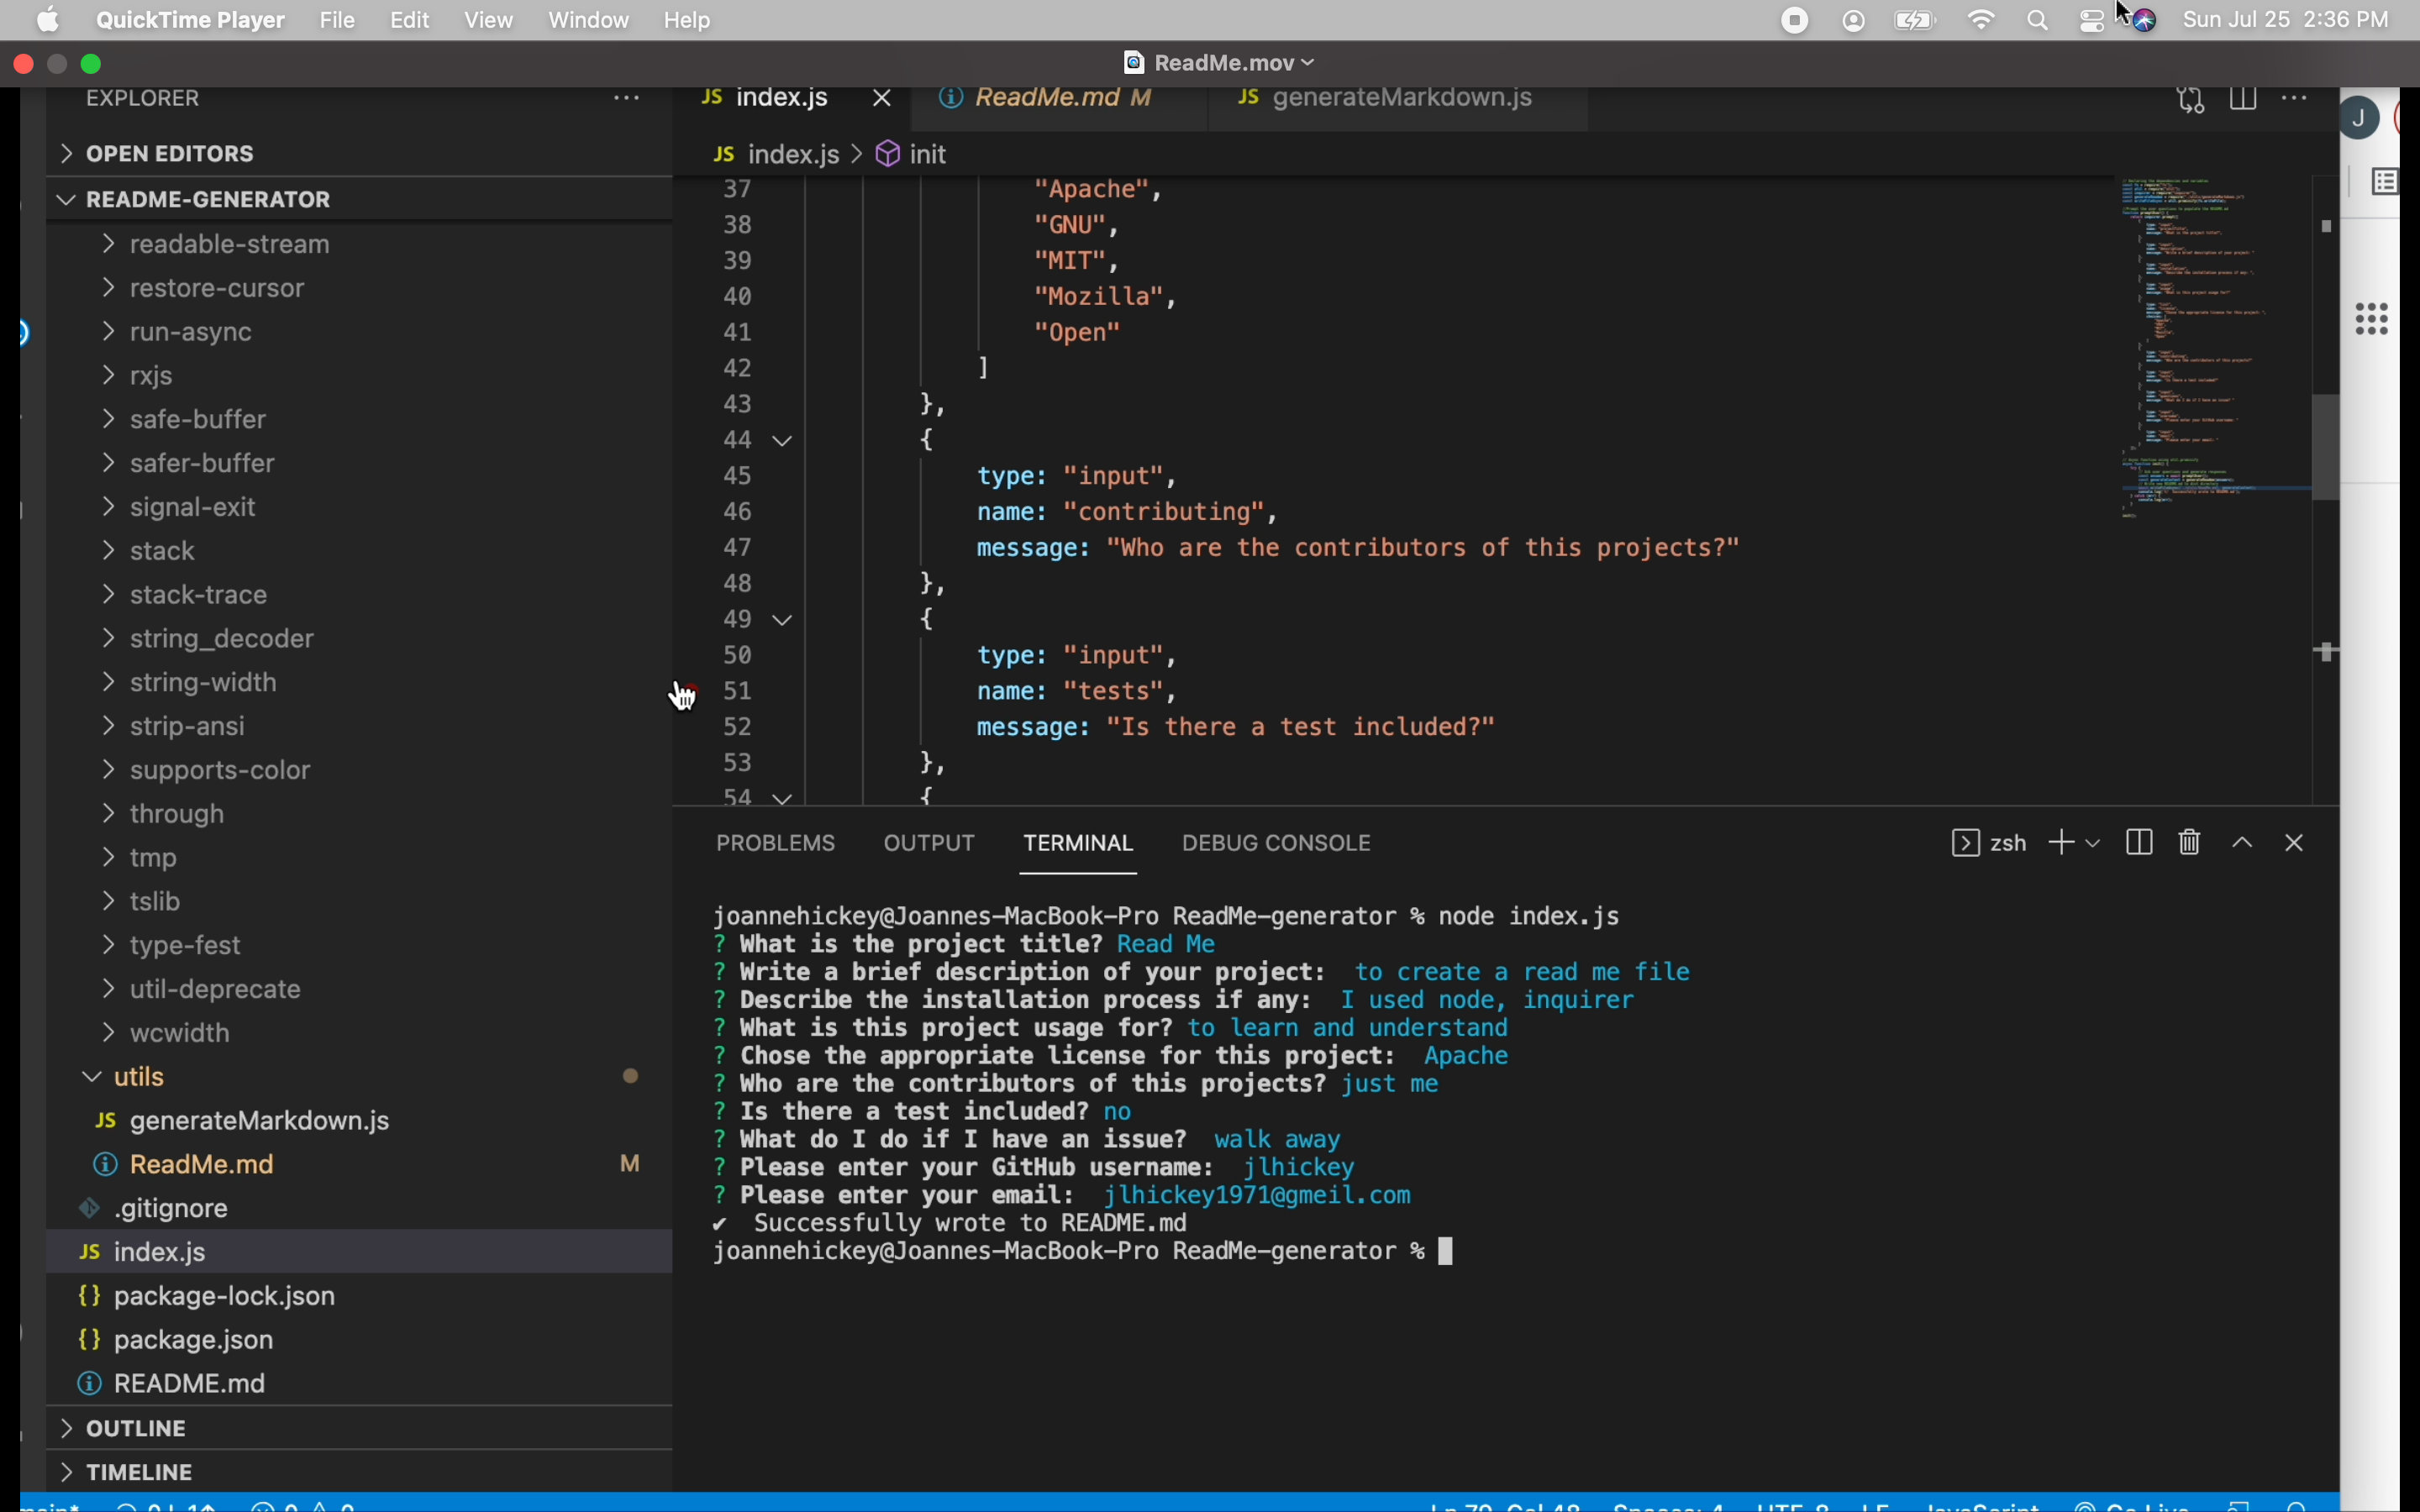 QuickTime Player File Edit View Window Help Sun Jul 25 2:36 PM
ReadMe.mov
EXPLORER
OPEN EDITORS
README-GENERATOR
readable-stream
restore-cursor
run-async
rxjs
safe-buffer
safer-buffer
signal-exit
stack
stack-trace
string_decoder
string-width
strip-ansi
supports-color
through
tmp
tslib
type-fest
util-deprecate
wcwidth
utils
JS generateMarkdown.js
ReadMe.md M
.gitignore
JS index.js
{} package-lock.json
{} package.json
README.md
OUTLINE
TIMELINE
JS index.js ReadMe.md M JS generateMarkdown.js
JS index.js > init
J
37 "Apache",
38 "GNU",
39 "MIT",
40 "Mozilla",
41 "Open"
42 ]
43 },
44 {
45 type: "input",
46 name: "contributing",
47 message: "Who are the contributors of this projects?"
48 },
49 {
50 type: "input",
51 name: "tests",
52 message: "Is there a test included?"
53 },
54 {
PROBLEMS OUTPUT TERMINAL DEBUG CONSOLE zsh
joannehickey@Joannes-MacBook-Pro ReadMe-generator % node index.js
? What is the project title? Read Me
? Write a brief description of your project: to create a read me file
? Describe the installation process if any: I used node, inquirer
? What is this project usage for? to learn and understand
? Chose the appropriate license for this project: Apache
? Who are the contributors of this projects? just me
? Is there a test included? no
? What do I do if I have an issue? walk away
? Please enter your GitHub username: jlhickey
? Please enter your email: jlhickey1971@gmeil.com
✔ Successfully wrote to README.md
joannehickey@Joannes-MacBook-Pro ReadMe-generator %